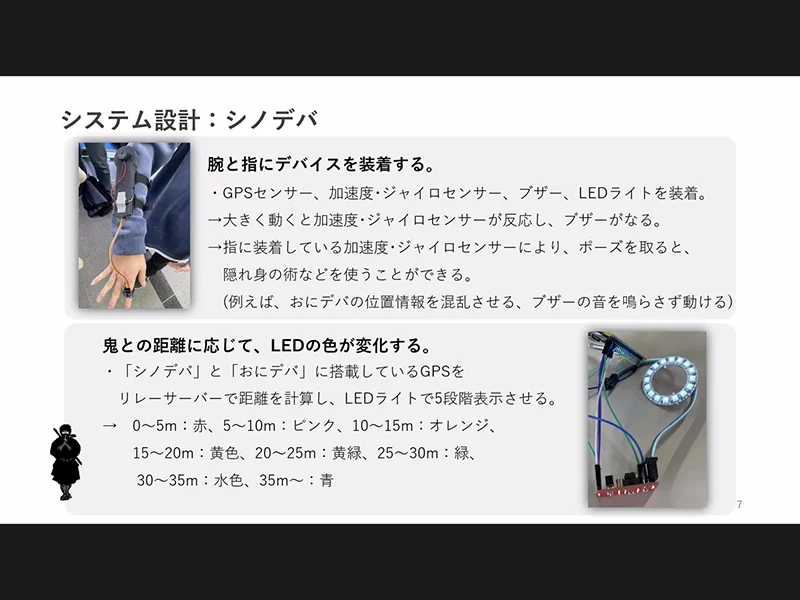 システム設計：シノデバ
腕と指にデバイスを装着する。
・GPSセンサー、加速度･ジャイロセンサー、ブザー、LEDライトを装着。
→大きく動くと加速度･ジャイロセンサーが反応し、ブザーがなる。
→指に装着している加速度･ジャイロセンサーにより、ポーズを取ると、
隠れ身の術などを使うことができる。
(例えば、おにデバの位置情報を混乱させる、ブザーの音を鳴らさず動ける)
鬼との距離に応じて、LEDの色が変化する。
・「シノデバ」と「おにデバ」に搭載しているGPSを
リレーサーバーで距離を計算し、LEDライトで5段階表示させる。
→ 0〜5m：赤、5〜10m：ピンク、10〜15m：オレンジ、
15〜20m：黄色、20〜25m：黄緑、25〜30m：緑、
30〜35m：水色、35m〜：青
7